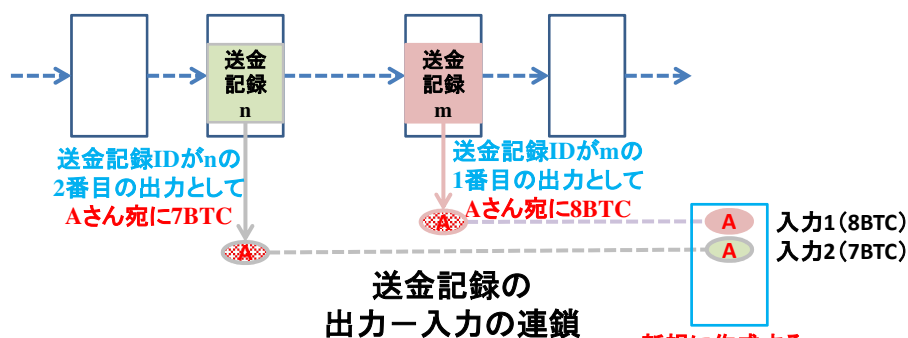 送金
記録
n
送金
記録
m
送金記録IDがnの
2番目の出力として
Aさん宛に7BTC
送金記録IDがmの
1番目の出力として
Aさん宛に8BTC
A
A
A
入力1(8BTC)
A
入力2(7BTC)
送金記録の
出力ー入力の連鎖